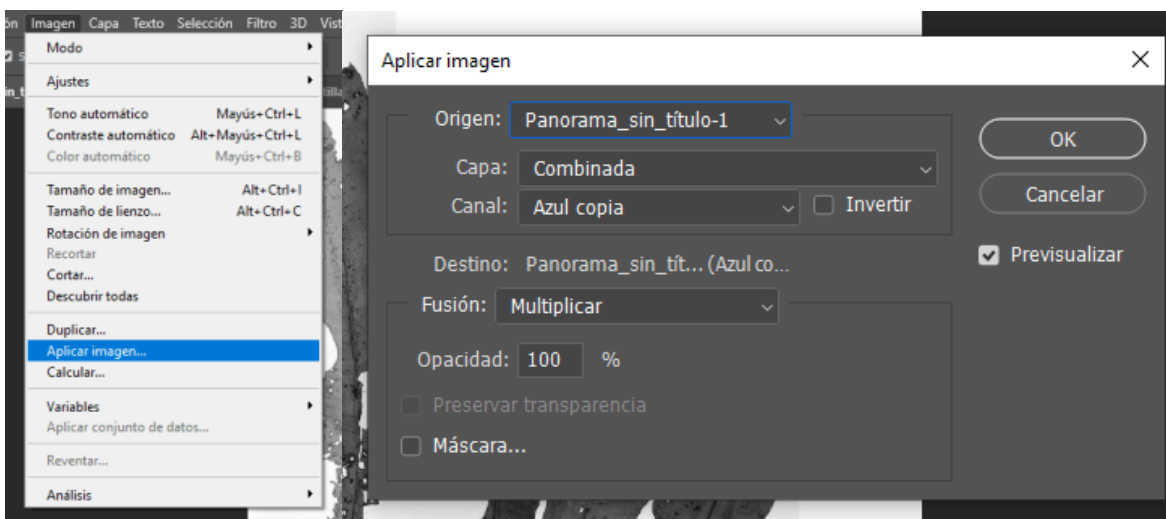 ón Imagen Capa Texto Selección Filtro 3D Vist
Modo
Ajustes
Tono automático Mayús+Ctrl+L
Contraste automático Alt+Mayús+Ctrl+L
Color automático Mayús+Ctrl+B
Tamaño de imagen... Alt+Ctrl+I
Tamaño de lienzo... Alt+Ctrl+C
Rotación de imagen
Recortar
Cortar...
Descubrir todas
Duplicar...
Aplicar imagen...
Calcular...
Variables
Aplicar conjunto de datos...
Reventar...
Análisis
Aplicar imagen
Origen: Panorama_sin_título-1
Capa: Combinada
Canal: Azul copia Invertir
Destino: Panorama_sin_tít... (Azul co...
Fusión: Multiplicar
Opacidad: 100 %
Preservar transparencia
Máscara...
OK
Cancelar
Previsualizar